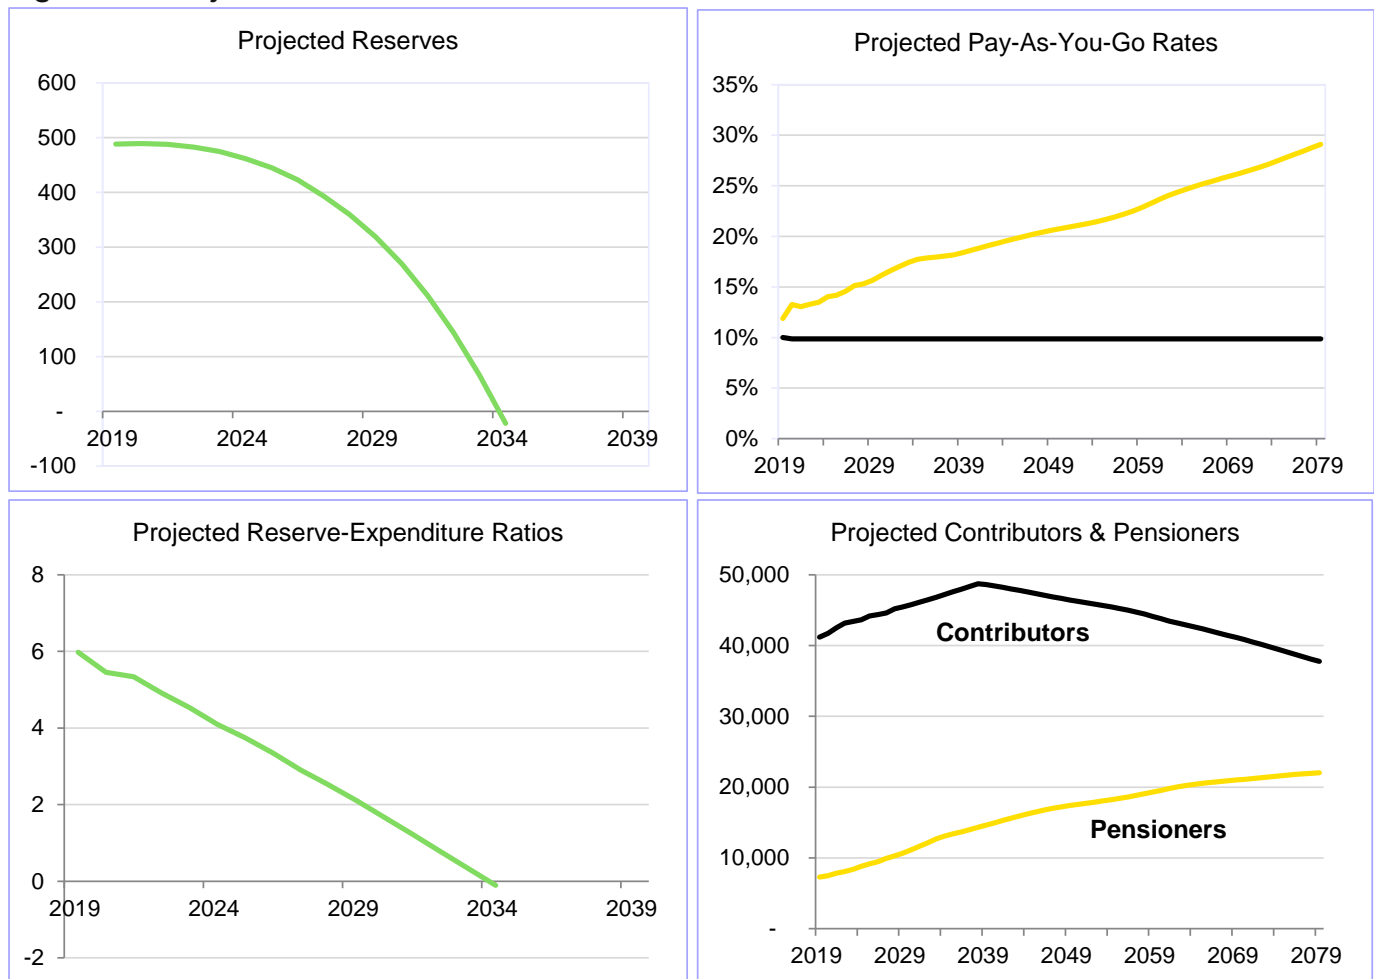 Projected Reserves
600
500
400
300
200
100
-
-100
2019 2024 2029 2034 2039
Projected Pay-As-You-Go Rates
35%
30%
25%
20%
15%
10%
5%
0%
2019 2029 2039 2049 2059 2069 2079
Projected Reserve-Expenditure Ratios
8
6
4
2
0
-2
2019 2024 2029 2034 2039
Projected Contributors & Pensioners
50,000
40,000
30,000
20,000
10,000
-
Contributors
Pensioners
2019 2029 2039 2049 2059 2069 2079